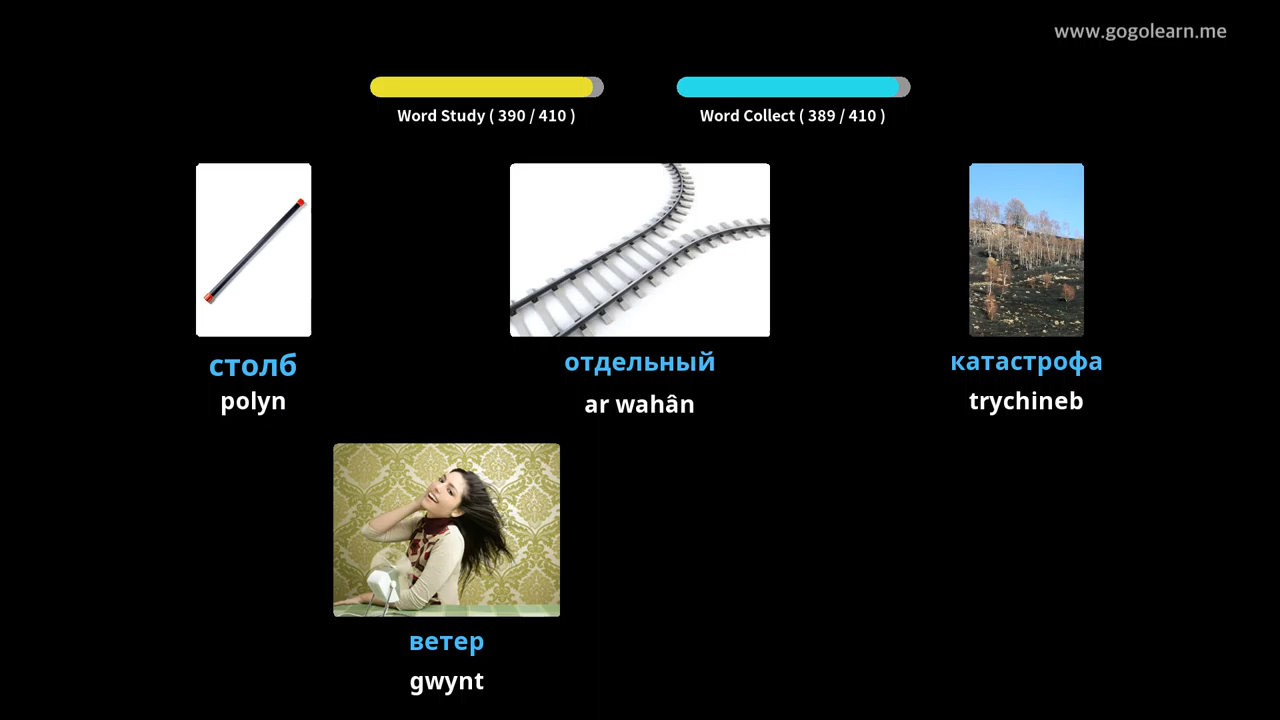 www.gogolearn.me
Word Study ( 390 / 410 )
Word Collect ( 389 / 410 )
столб
polyn
отдельный
ar wahân
катастрофа
trychineb
ветер
gwynt